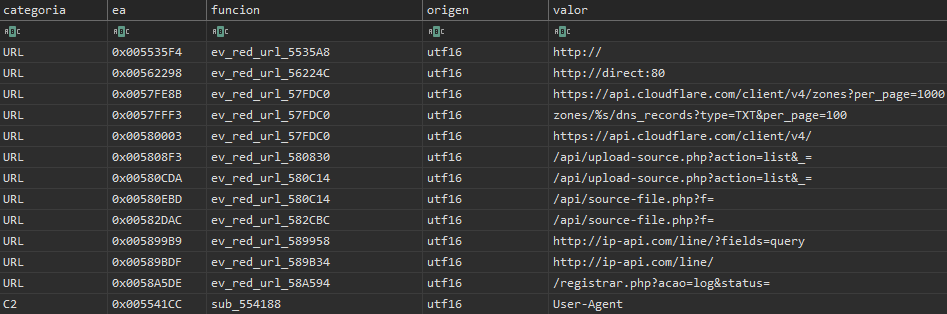 categoria ea funcion origen valor
ABC ABC ABC ABC ABC
URL 0x005535F4 ev_red_url_5535A8 utf16 http://
URL 0x00562298 ev_red_url_56224C utf16 http://direct:80
URL 0x0057FE8B ev_red_url_57FDC0 utf16 https://api.cloudflare.com/client/v4/zones?per_page=1000
URL 0x0057FFF3 ev_red_url_57FDC0 utf16 zones/%s/dns_records?type=TXT&per_page=100
URL 0x00580003 ev_red_url_57FDC0 utf16 https://api.cloudflare.com/client/v4/
URL 0x005808F3 ev_red_url_580830 utf16 /api/upload-source.php?action=list&_=
URL 0x00580CDA ev_red_url_580C14 utf16 /api/upload-source.php?action=list&_=
URL 0x00580EBD ev_red_url_580C14 utf16 /api/source-file.php?f=
URL 0x00582DAC ev_red_url_582CBC utf16 /api/source-file.php?f=
URL 0x005899B9 ev_red_url_589958 utf16 http://ip-api.com/line/?fields=query
URL 0x00589BDF ev_red_url_589B34 utf16 http://ip-api.com/line/
URL 0x0058A5DE ev_red_url_58A594 utf16 /registrar.php?acao=log&status=
C2 0x005541CC sub_554188 utf16 User-Agent